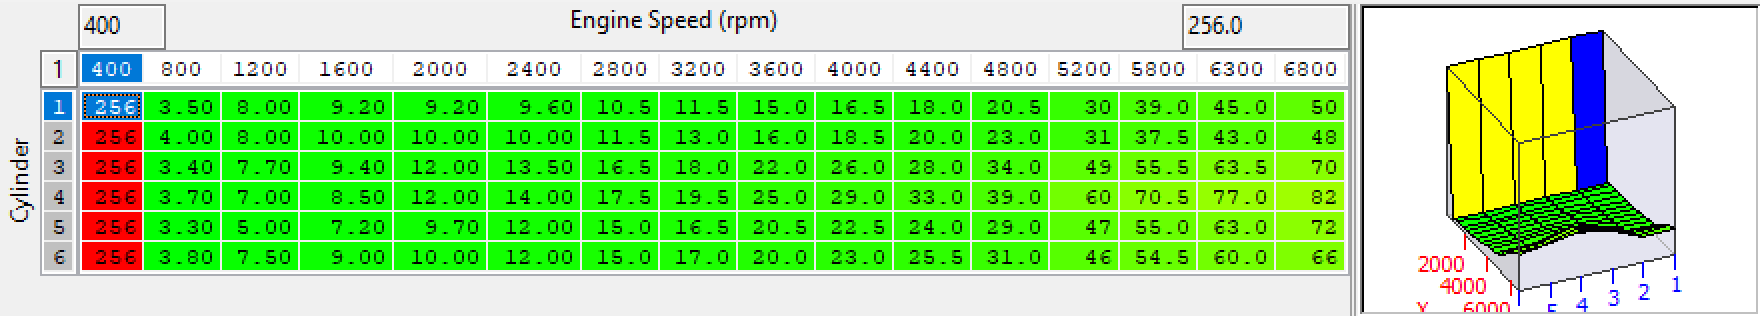 400 Engine Speed (rpm) 256.0
1 400 800 1200 1600 2000 2400 2800 3200 3600 4000 4400 4800 5200 5800 6300 6800
Cylinder
1 256 3.50 8.00 9.20 9.20 9.60 10.5 11.5 15.0 16.5 18.0 20.5 30 39.0 45.0 50
2 256 4.00 8.00 10.00 10.00 10.00 11.5 13.0 16.0 18.5 20.0 23.0 31 37.5 43.0 48
3 256 3.40 7.70 9.40 12.00 13.50 16.5 18.0 22.0 26.0 28.0 34.0 49 55.5 63.5 70
4 256 3.70 7.00 8.50 12.00 14.00 17.5 19.5 25.0 29.0 33.0 39.0 60 70.5 77.0 82
5 256 3.30 5.00 7.20 9.70 12.00 15.0 16.5 20.5 22.5 24.0 29.0 47 55.0 63.0 72
6 256 3.80 7.50 9.00 10.00 12.00 15.0 17.0 20.0 23.0 25.5 31.0 46 54.5 60.0 66
2000
4000
6000
Y
5 4 3 2 1